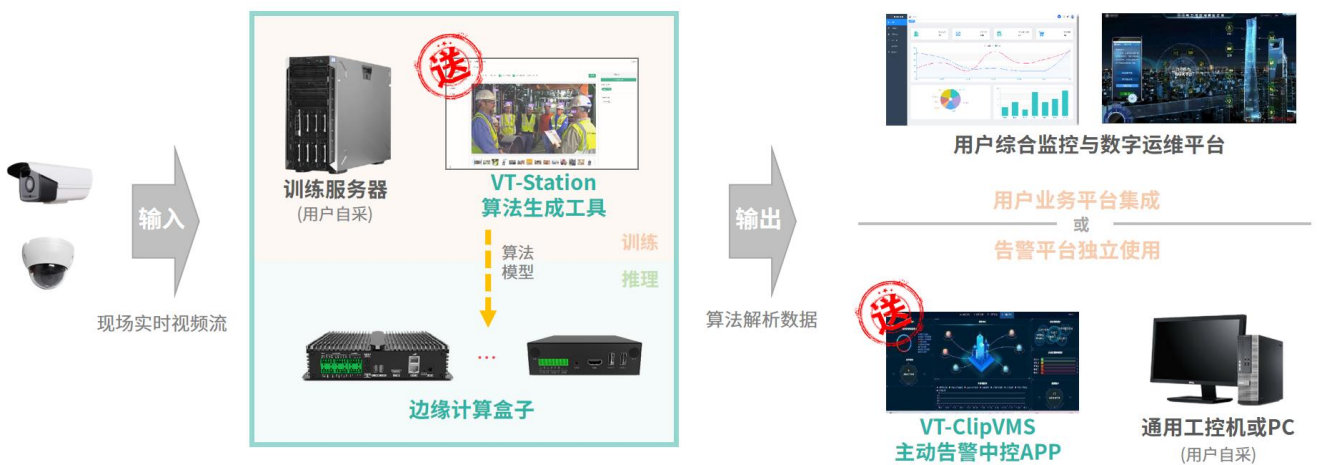 输入
现场实时视频流
送
训练服务器
(用户自采)
VT-Station
算法生成工具
算法
模型
训练
推理
...
边缘计算盒子
输出
算法解析数据
用户综合监控与数字运维平台
用户业务平台集成
或
告警平台独立使用
送
VT-ClipVMS
主动告警中控APP
通用工控机或PC
(用户自采)